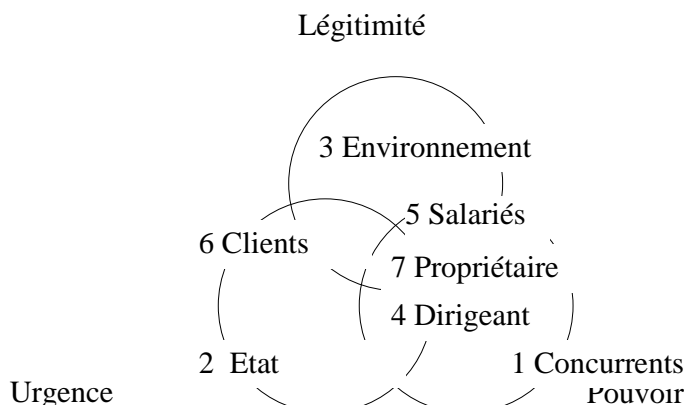 Légitimité
3 Environnement
5 Salariés
6 Clients
7 Propriétaire
4 Dirigeant
2 Etat
1 Concurrents
Urgence
Pouvoir